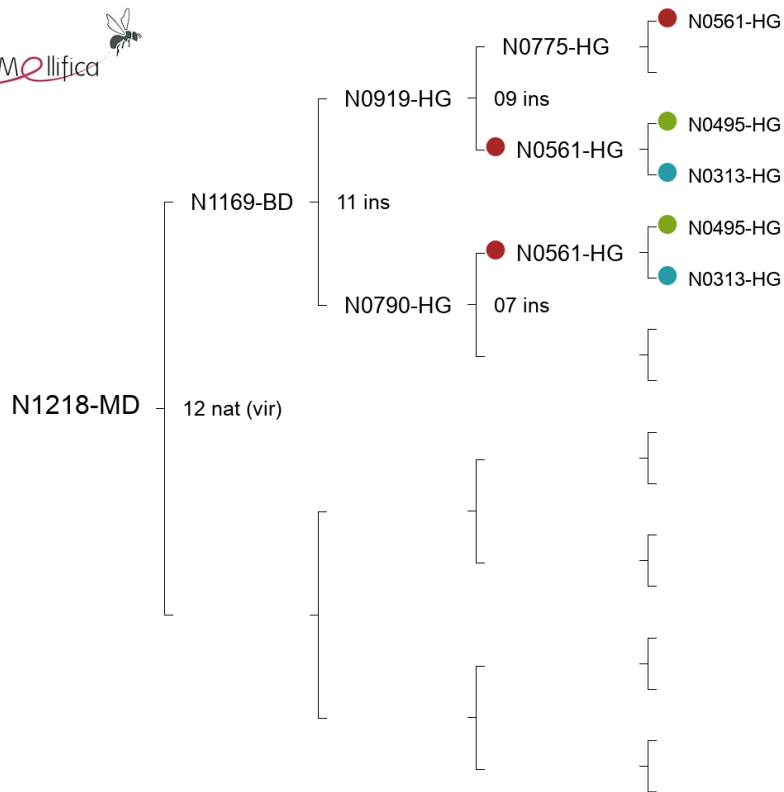 Mellifica
N0561-HG
N0775-HG
N0919-HG
09 ins
N0561-HG
N0495-HG
N0313-HG
N1169-BD
11 ins
N0561-HG
N0495-HG
N0313-HG
N0790-HG
07 ins
N1218-MD
12 nat (vir)